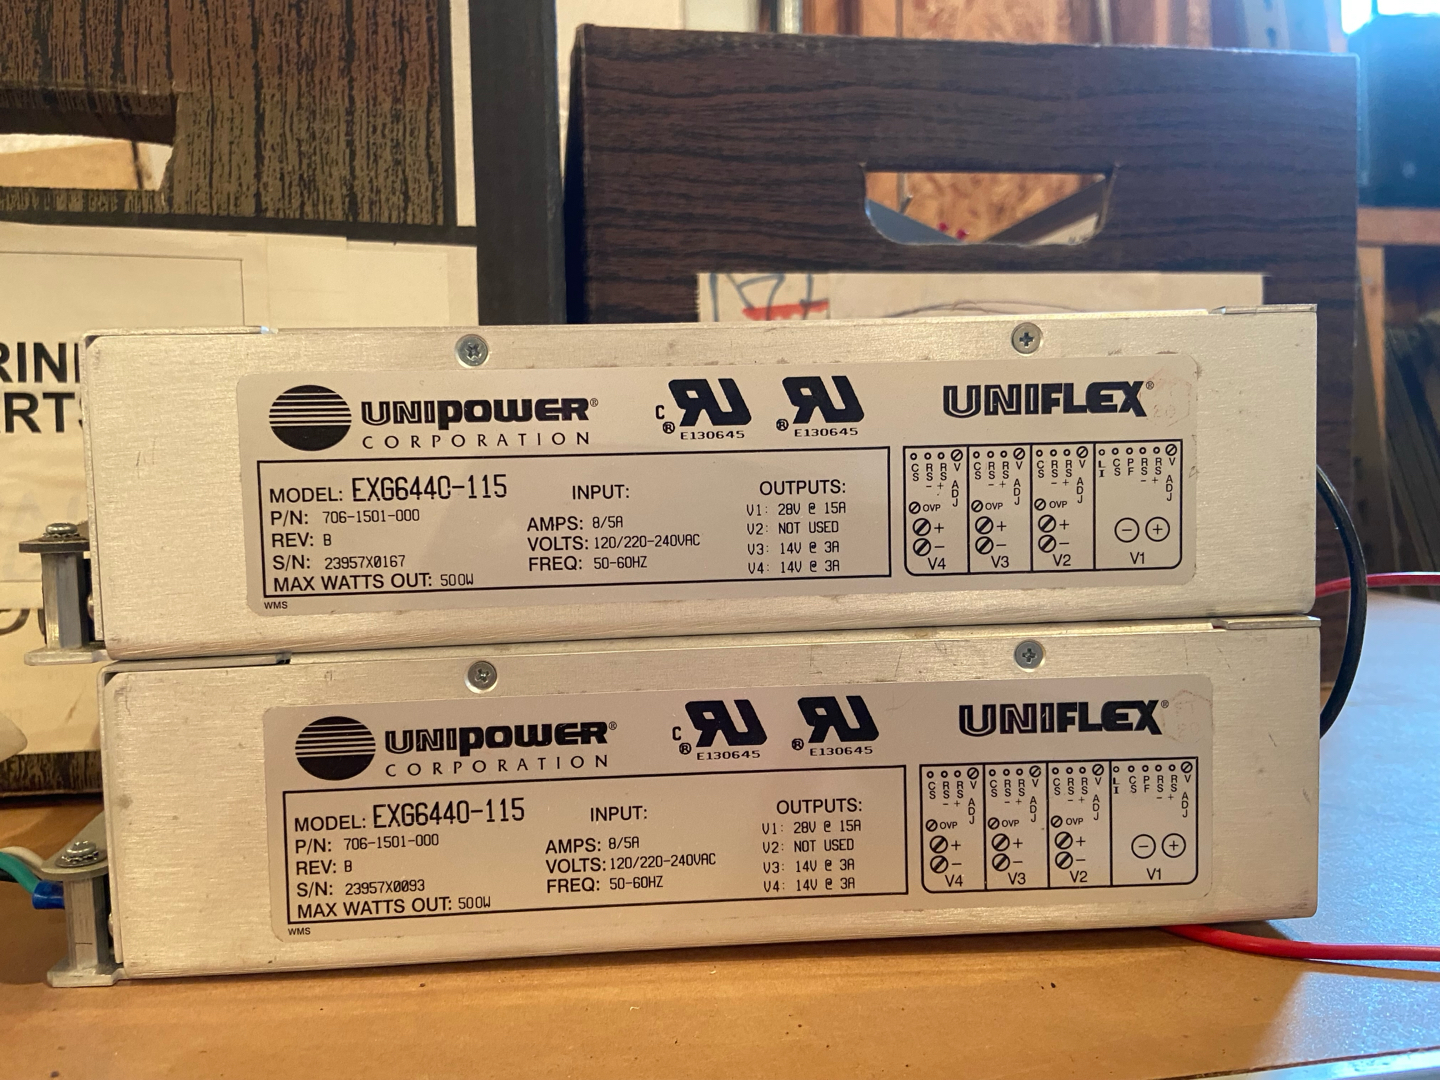 RIN
RTS
UNIPOWER®
CORPORATION
C
®
E130645
®
E130645
UNIFLEX®
MODEL: EXG6440-115
P/N: 706-1501-000
REV: B
S/N: 23957X0167
MAX WATTS OUT: 500W
INPUT:
AMPS: 8/5A
VOLTS: 120/220-240VAC
FREQ: 50-60HZ
OUTPUTS:
V1: 28V @ 15A
V2: NOT USED
V3: 14V @ 3A
V4: 14V @ 3A
CS RS- RS+ V ADJ
OVP
+
-
V4
CS RS- RS+ V ADJ
OVP
+
-
V3
CS RS- RS+ V ADJ
OVP
+
-
V2
LI CS PF RS- RS+ V ADJ
- +
V1
WMS
UNIPOWER®
CORPORATION
C
®
E130645
®
E130645
UNIFLEX®
MODEL: EXG6440-115
P/N: 706-1501-000
REV: B
S/N: 23957X0093
MAX WATTS OUT: 500W
INPUT:
AMPS: 8/5A
VOLTS: 120/220-240VAC
FREQ: 50-60HZ
OUTPUTS:
V1: 28V @ 15A
V2: NOT USED
V3: 14V @ 3A
V4: 14V @ 3A
CS RS- RS+ V ADJ
OVP
+
-
V4
CS RS- RS+ V ADJ
OVP
+
-
V3
CS RS- RS+ V ADJ
OVP
+
-
V2
LI CS PF RS- RS+ V ADJ
- +
V1
WMS